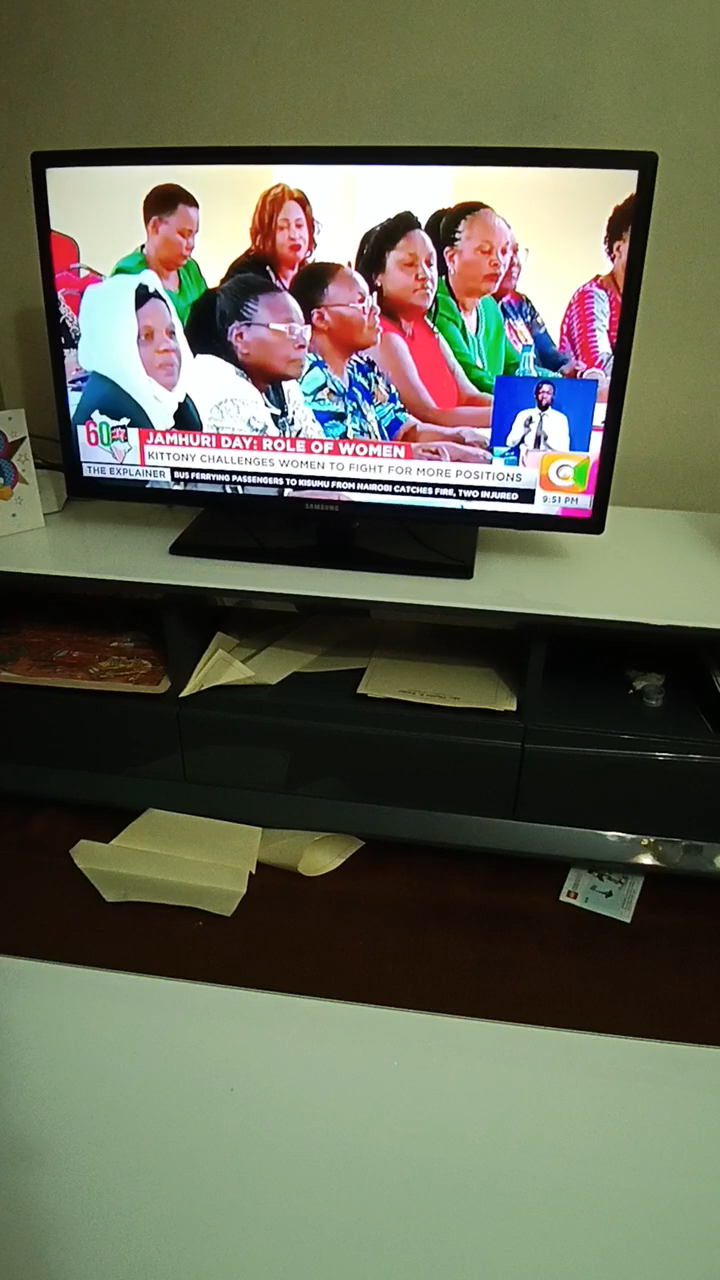 60
JAMHURI DAY: ROLE OF WOMEN
KITTONY CHALLENGES WOMEN TO FIGHT FOR MORE POSITIONS
THE EXPLAINER
BUS FERRYING PASSENGERS TO KISUMU FROM NAIROBI CATCHES FIRE, TWO INJURED
9:51 PM
SAMSUNG